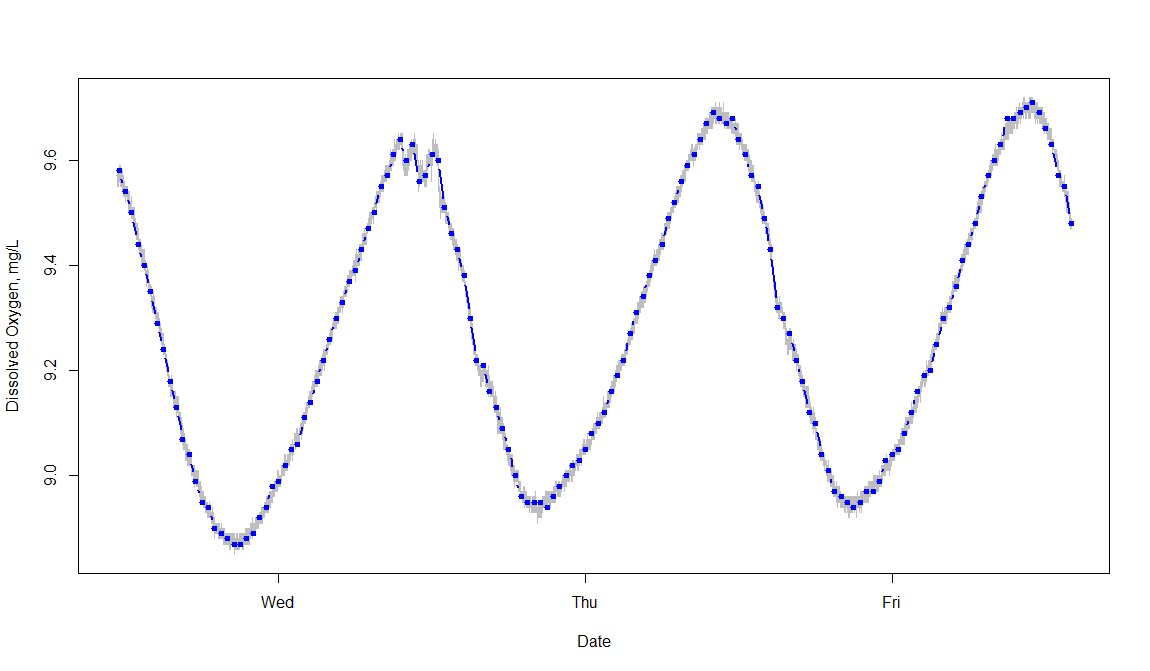 Dissolved Oxygen, mg/L
9.6
9.4
9.2
9.0
Wed Thu Fri
Date